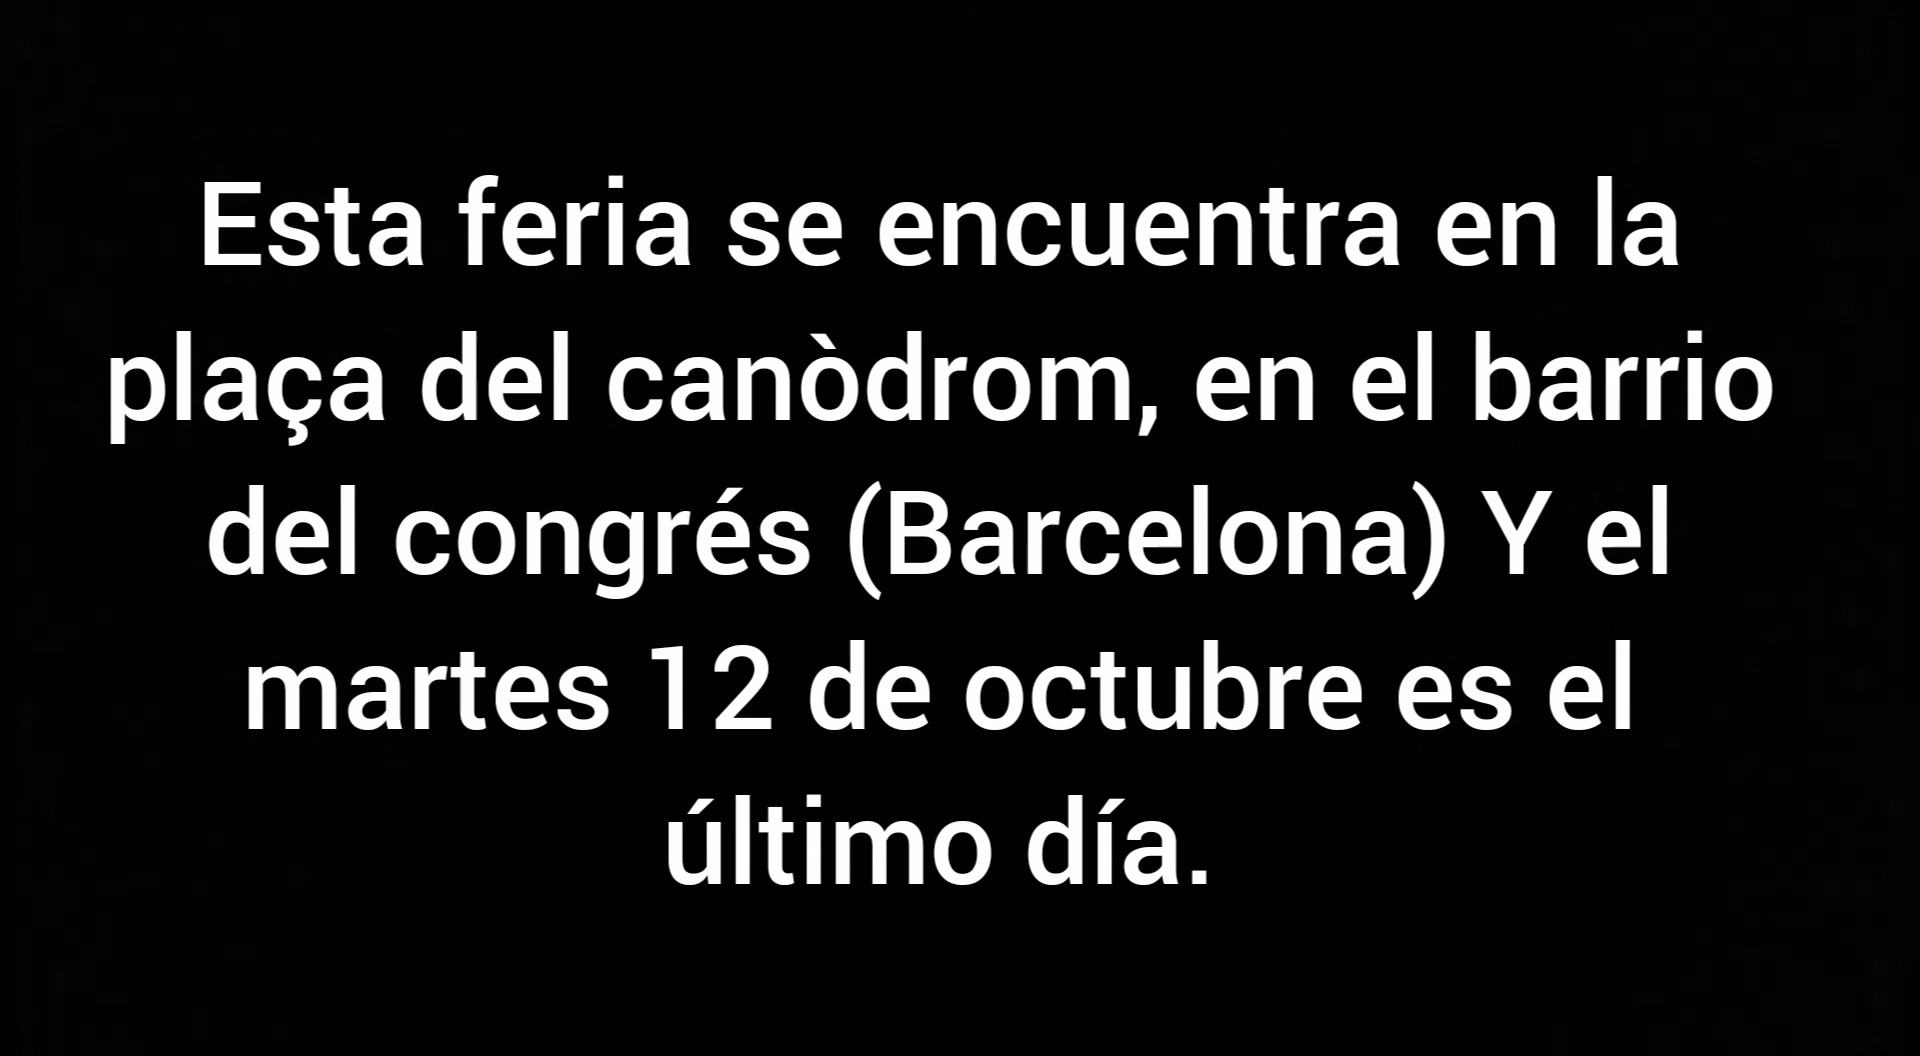 Esta feria se encuentra en la
plaça del canòdrom, en el barrio
del congrés (Barcelona) Y el
martes 12 de octubre es el
último día.